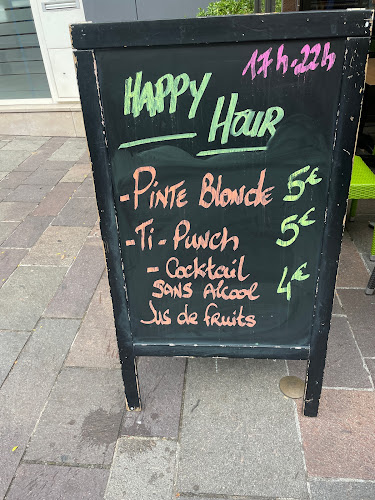 17h-22h
HAPPY HOUR
- Pinte Blonde 5€
- Ti-Punch 5€
- Cocktail
SANS Alcool 4€
Jus de fruits